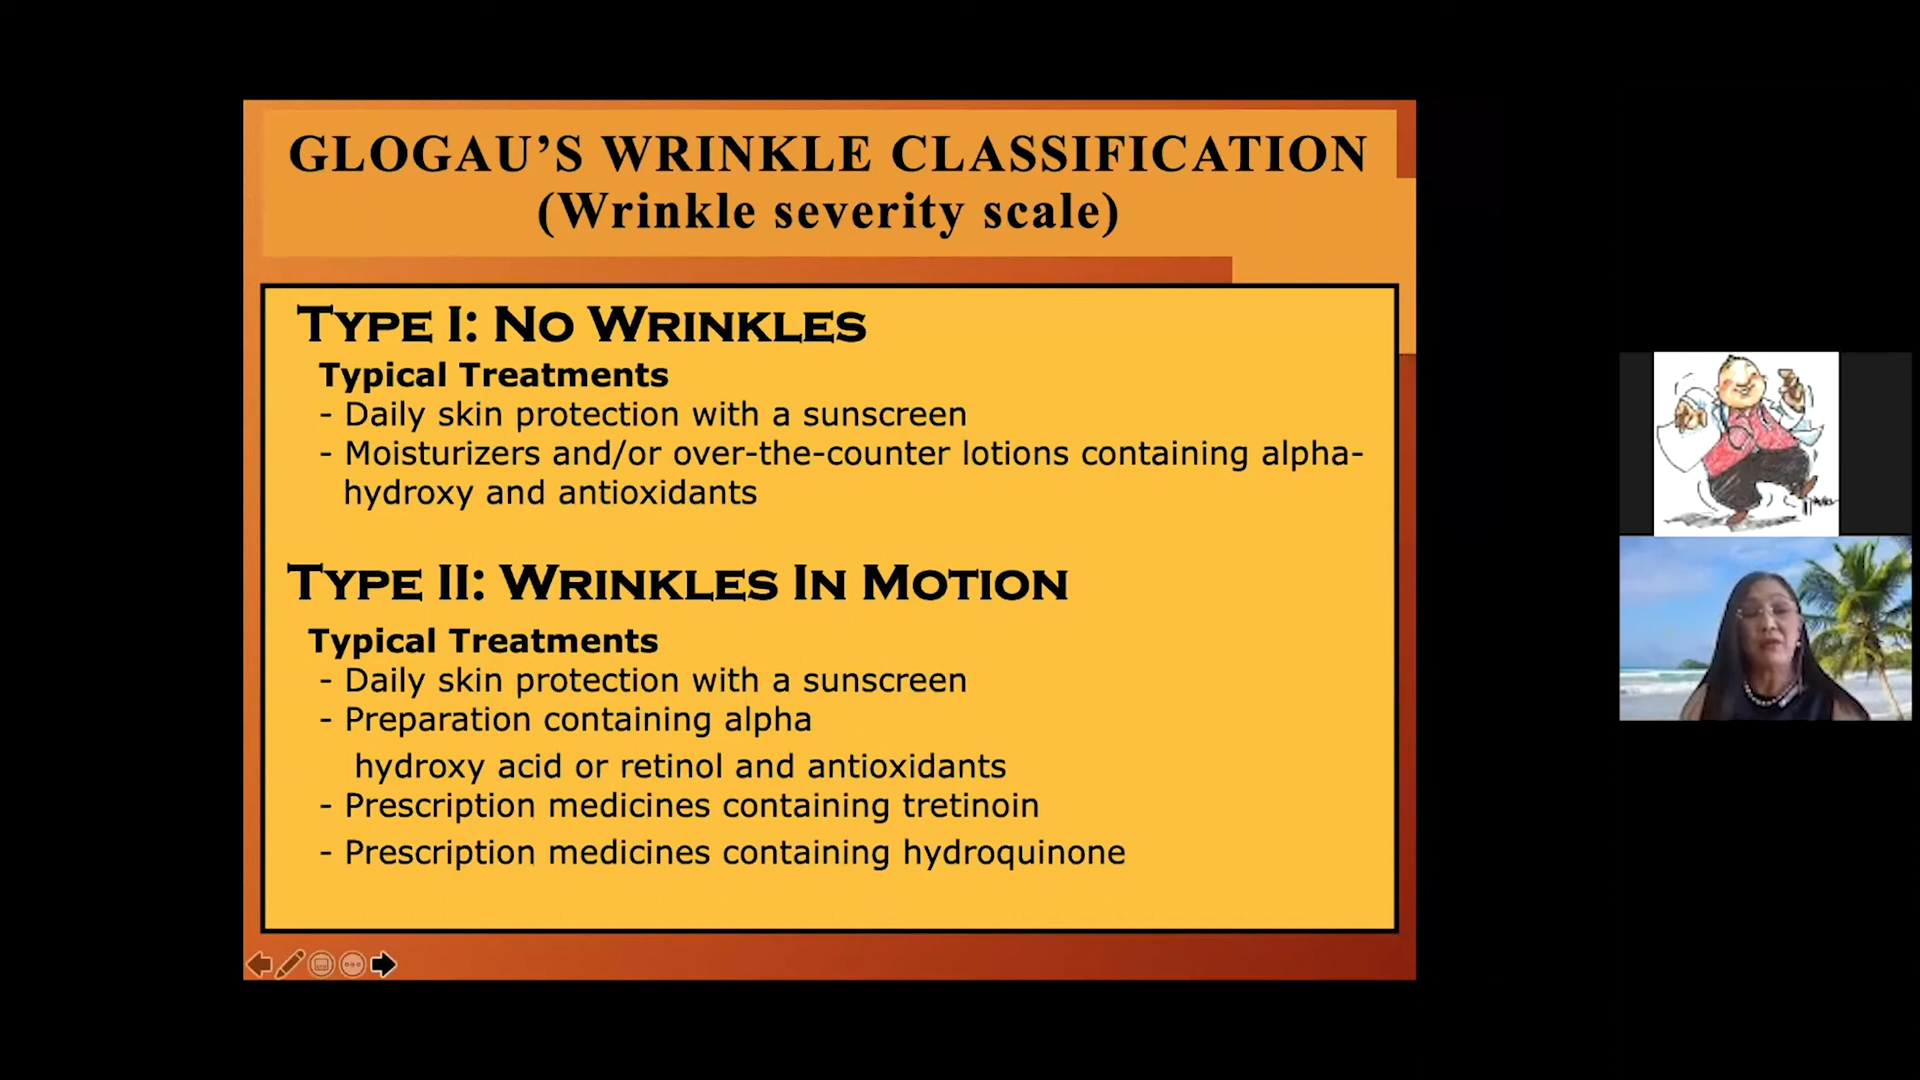 GLOGAU’S WRINKLE CLASSIFICATION
(Wrinkle severity scale)
TYPE I: NO WRINKLES
Typical Treatments
- Daily skin protection with a sunscreen
- Moisturizers and/or over-the-counter lotions containing alpha-
hydroxy and antioxidants
TYPE II: WRINKLES IN MOTION
Typical Treatments
- Daily skin protection with a sunscreen
- Preparation containing alpha
hydroxy acid or retinol and antioxidants
- Prescription medicines containing tretinoin
- Prescription medicines containing hydroquinone